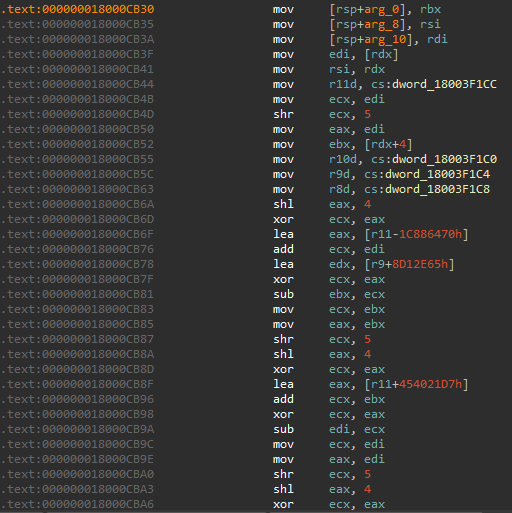 .text:000000018000CB30 mov [rsp+arg_0], rbx
.text:000000018000CB35 mov [rsp+arg_8], rsi
.text:000000018000CB3A mov [rsp+arg_10], rdi
.text:000000018000CB3F mov edi, [rdx]
.text:000000018000CB41 mov rsi, rdx
.text:000000018000CB44 mov r11d, cs:dword_18003F1CC
.text:000000018000CB4B mov ecx, edi
.text:000000018000CB4D shr ecx, 5
.text:000000018000CB50 mov eax, edi
.text:000000018000CB52 mov ebx, [rdx+4]
.text:000000018000CB55 mov r10d, cs:dword_18003F1C0
.text:000000018000CB5C mov r9d, cs:dword_18003F1C4
.text:000000018000CB63 mov r8d, cs:dword_18003F1C8
.text:000000018000CB6A shl eax, 4
.text:000000018000CB6D xor ecx, eax
.text:000000018000CB6F lea eax, [r11-1C886470h]
.text:000000018000CB76 add ecx, edi
.text:000000018000CB78 lea edx, [r9+8D12E65h]
.text:000000018000CB7F xor ecx, eax
.text:000000018000CB81 sub ebx, ecx
.text:000000018000CB83 mov ecx, ebx
.text:000000018000CB85 mov eax, ebx
.text:000000018000CB87 shr ecx, 5
.text:000000018000CB8A shl eax, 4
.text:000000018000CB8D xor ecx, eax
.text:000000018000CB8F lea eax, [r11+454021D7h]
.text:000000018000CB96 add ecx, ebx
.text:000000018000CB98 xor ecx, eax
.text:000000018000CB9A sub edi, ecx
.text:000000018000CB9C mov ecx, edi
.text:000000018000CB9E mov eax, edi
.text:000000018000CBA0 shr ecx, 5
.text:000000018000CBA3 shl eax, 4
.text:000000018000CBA6 xor ecx, eax